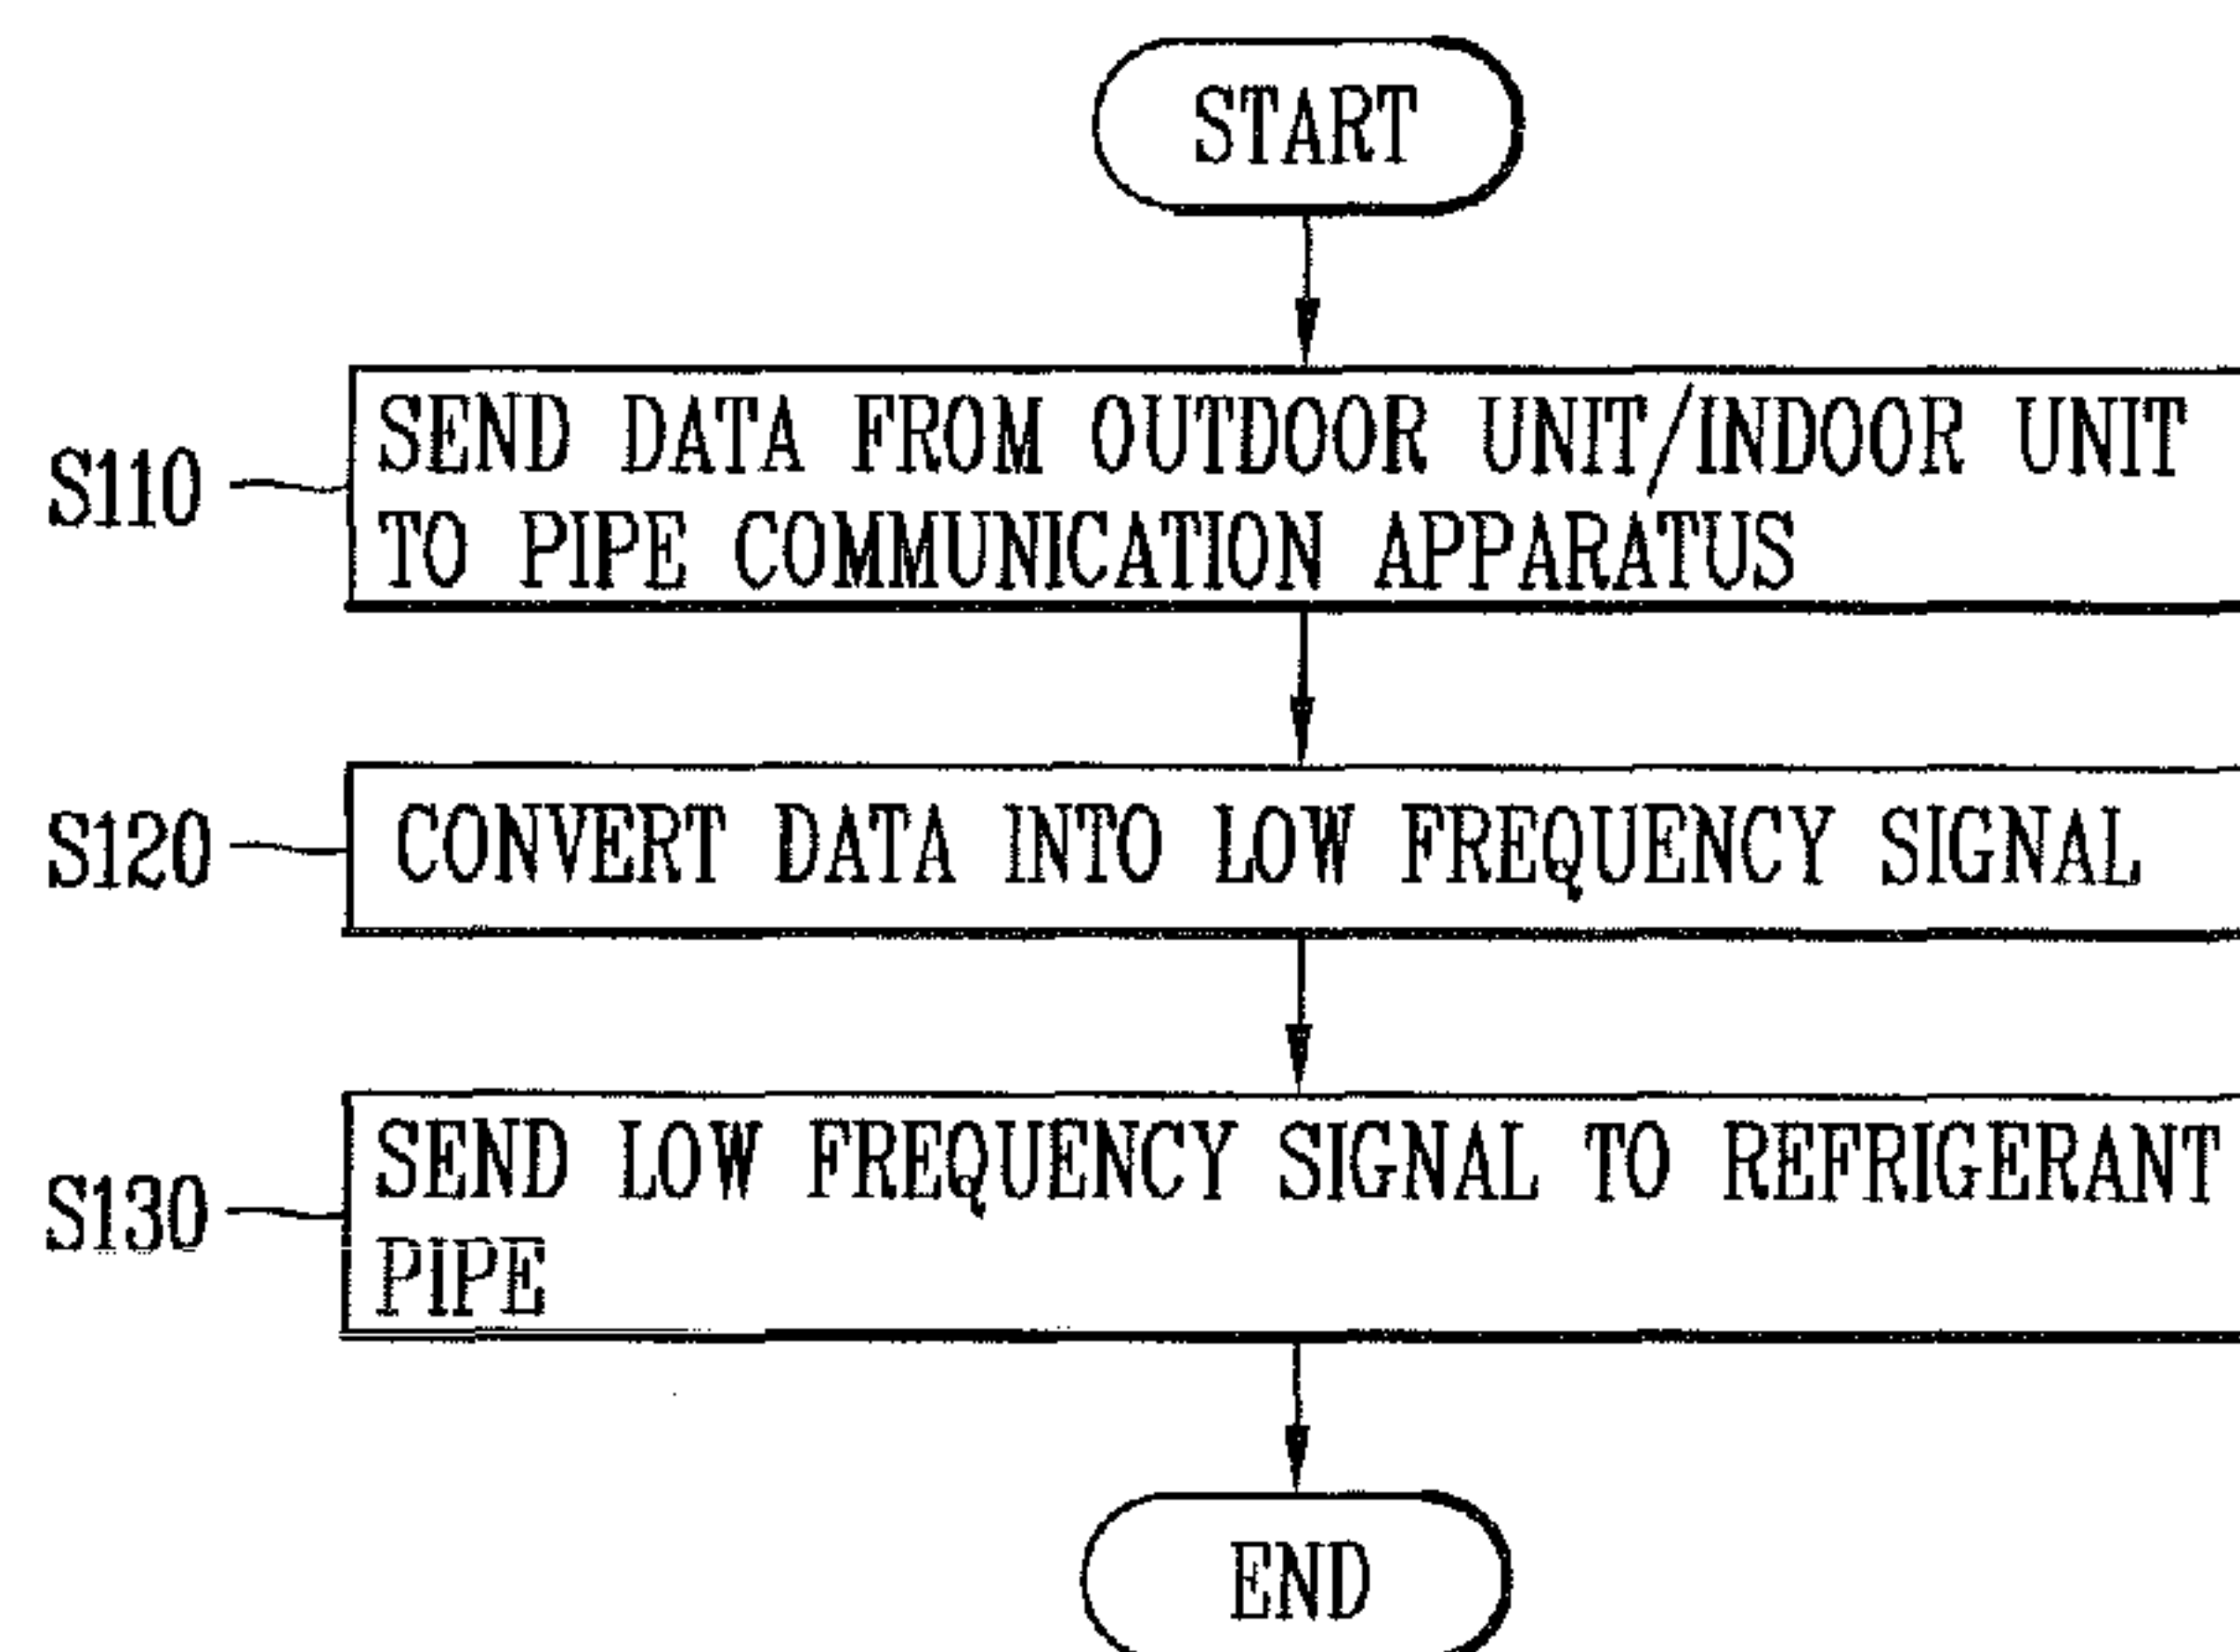 START
S110
SEND DATA FROM OUTDOOR UNIT/INDOOR UNIT
TO PIPE COMMUNICATION APPARATUS
S120
CONVERT DATA INTO LOW FREQUENCY SIGNAL
S130
SEND LOW FREQUENCY SIGNAL TO REFRIGERANT
PIPE
END